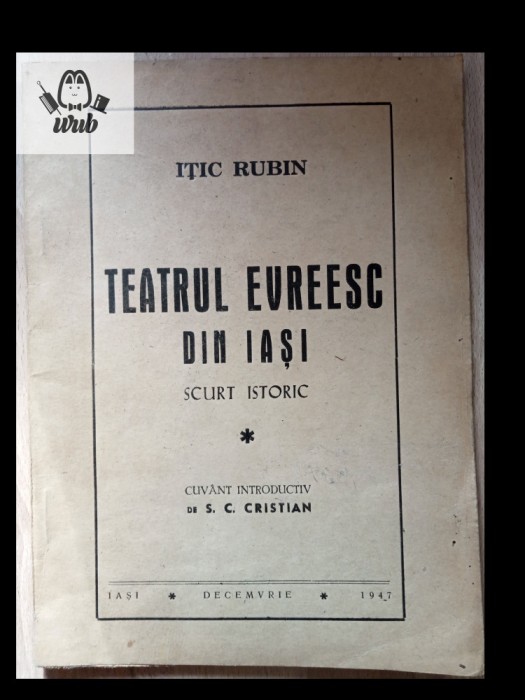 wub
IȚIC RUBIN
TEATRUL EVREESC
DIN IAȘI
SCURT ISTORIC
*
CUVÂNT INTRODUCTIV
DE S. C. CRISTIAN
IAȘI * DECEMVRIE * 1947